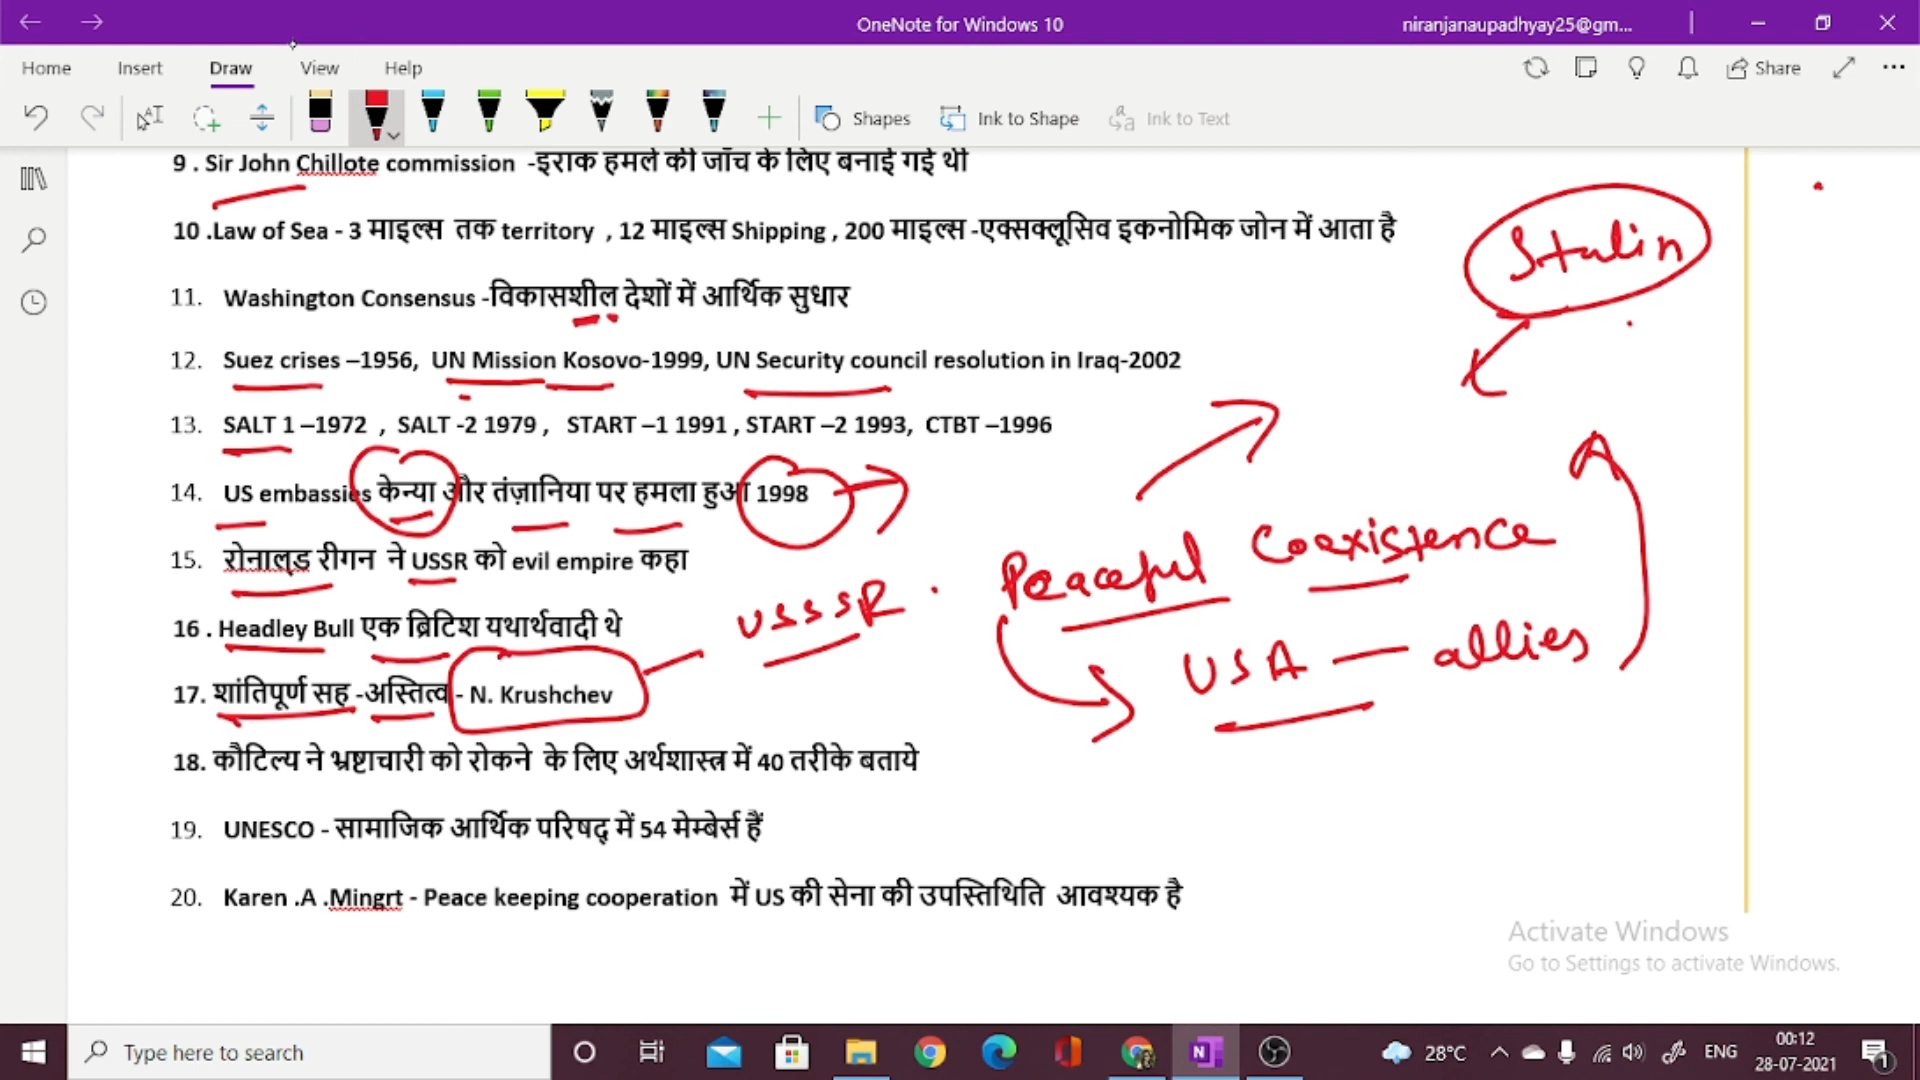 OneNote for Windows 10
niranjanaupadhyay25@gm...
Home Insert Draw View Help
Share
Shapes Ink to Shape Ink to Text
9 . Sir John Chillote commission -इराक हमले की जाँच के लिए बनाई गई थी
10 .Law of Sea - 3 माइल्स तक territory , 12 माइल्स Shipping , 200 माइल्स -एक्सक्लूसिव इकनोमिक जोन में आता है
Stalin
11. Washington Consensus -विकासशील देशों में आर्थिक सुधार
12. Suez crises –1956, UN Mission Kosovo-1999, UN Security council resolution in Iraq-2002
13. SALT 1 –1972 , SALT -2 1979 , START –1 1991 , START –2 1993, CTBT –1996
14. US embassies केन्या और तंज़ानिया पर हमला हुआ 1998
15. रोनाल्ड रीगन ने USSR को evil empire कहा
Peaceful Coexistence
16 . Headley Bull एक ब्रिटिश यथार्थवादी थे
USSSR
USA — allies
17. शांतिपूर्ण सह -अस्तित्व - N. Krushchev
18. कौटिल्य ने भ्रष्टाचारी को रोकने के लिए अर्थशास्त्र में 40 तरीके बताये
19. UNESCO - सामाजिक आर्थिक परिषद् में 54 मेम्बेर्स हैं
20. Karen .A .Mingrt - Peace keeping cooperation में US की सेना की उपस्तिथिति आवश्यक है
Activate Windows
Go to Settings to activate Windows.
Type here to search
28°C
ENG
00:12
28-07-2021
1